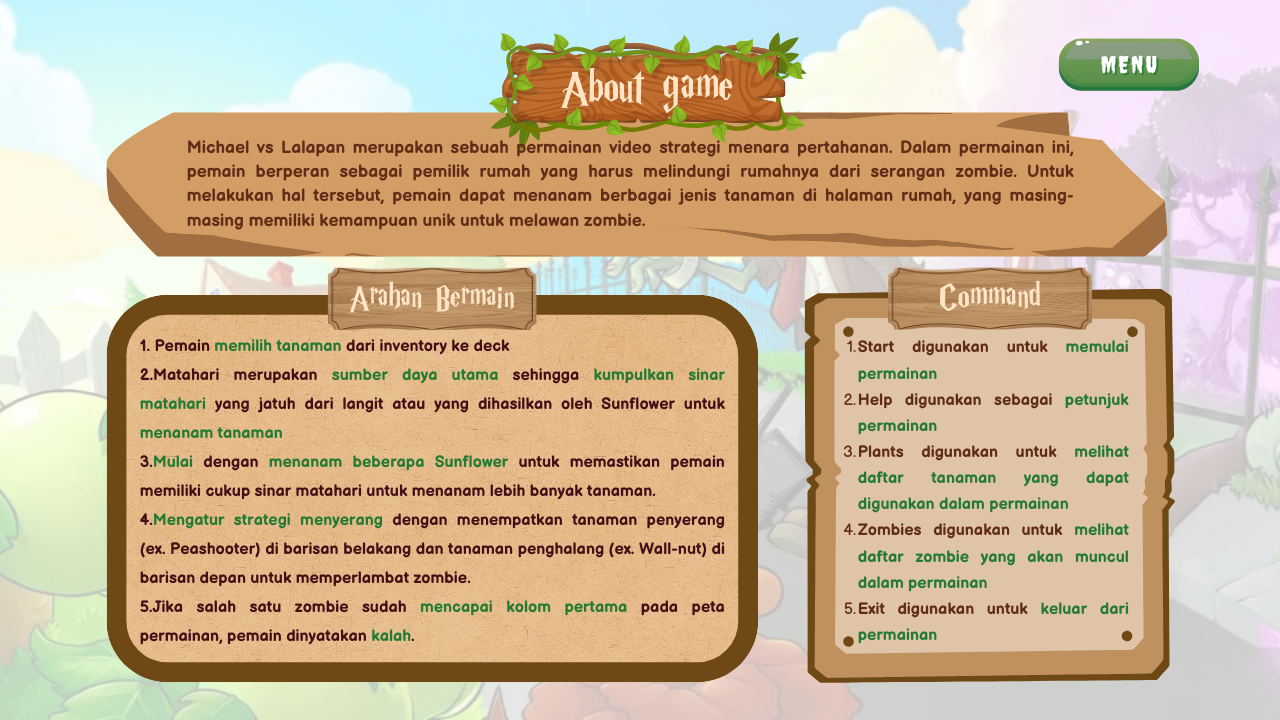 About game
MENU
Michael vs Lalapan merupakan sebuah permainan video strategi menara pertahanan. Dalam permainan ini,
pemain berperan sebagai pemilik rumah yang harus melindungi rumahnya dari serangan zombie. Untuk
melakukan hal tersebut, pemain dapat menanam berbagai jenis tanaman di halaman rumah, yang masing-
masing memiliki kemampuan unik untuk melawan zombie.
Arahan Bermain
1. Pemain memilih tanaman dari inventory ke deck
2.Matahari merupakan sumber daya utama sehingga kumpulkan sinar
matahari yang jatuh dari langit atau yang dihasilkan oleh Sunflower untuk
menanam tanaman
3.Mulai dengan menanam beberapa Sunflower untuk memastikan pemain
memiliki cukup sinar matahari untuk menanam lebih banyak tanaman.
4.Mengatur strategi menyerang dengan menempatkan tanaman penyerang
(ex. Peashooter) di barisan belakang dan tanaman penghalang (ex. Wall-nut) di
barisan depan untuk memperlambat zombie.
5.Jika salah satu zombie sudah mencapai kolom pertama pada peta
permainan, pemain dinyatakan kalah.
Command
1.Start digunakan untuk memulai
permainan
2.Help digunakan sebagai petunjuk
permainan
3.Plants digunakan untuk melihat
daftar tanaman yang dapat
digunakan dalam permainan
4.Zombies digunakan untuk melihat
daftar zombie yang akan muncul
dalam permainan
5.Exit digunakan untuk keluar dari
permainan